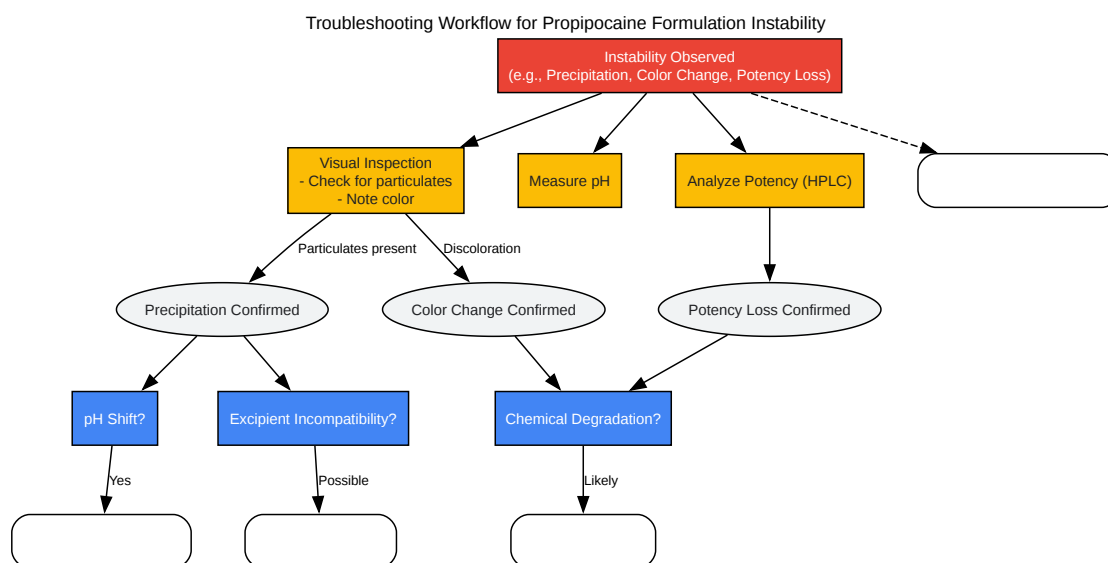 Troubleshooting Workflow for Propipocaine Formulation Instability
Instability Observed
(e.g., Precipitation, Color Change, Potency Loss)
Visual Inspection
- Check for particulates
- Note color
Measure pH
Analyze Potency (HPLC)
Particulates present
Discoloration
Precipitation Confirmed
Color Change Confirmed
Potency Loss Confirmed
pH Shift?
Excipient Incompatibility?
Chemical Degradation?
Yes
Possible
Likely